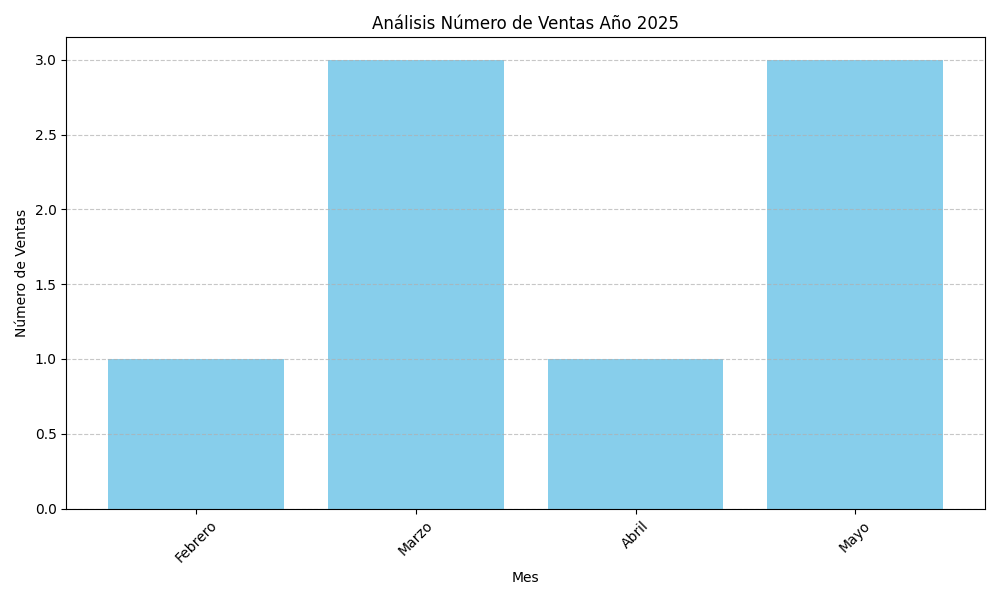 Análisis Número de Ventas Año 2025
Número de Ventas
3.0
2.5
2.0
1.5
1.0
0.5
0.0
Febrero
Marzo
Abril
Mayo
Mes